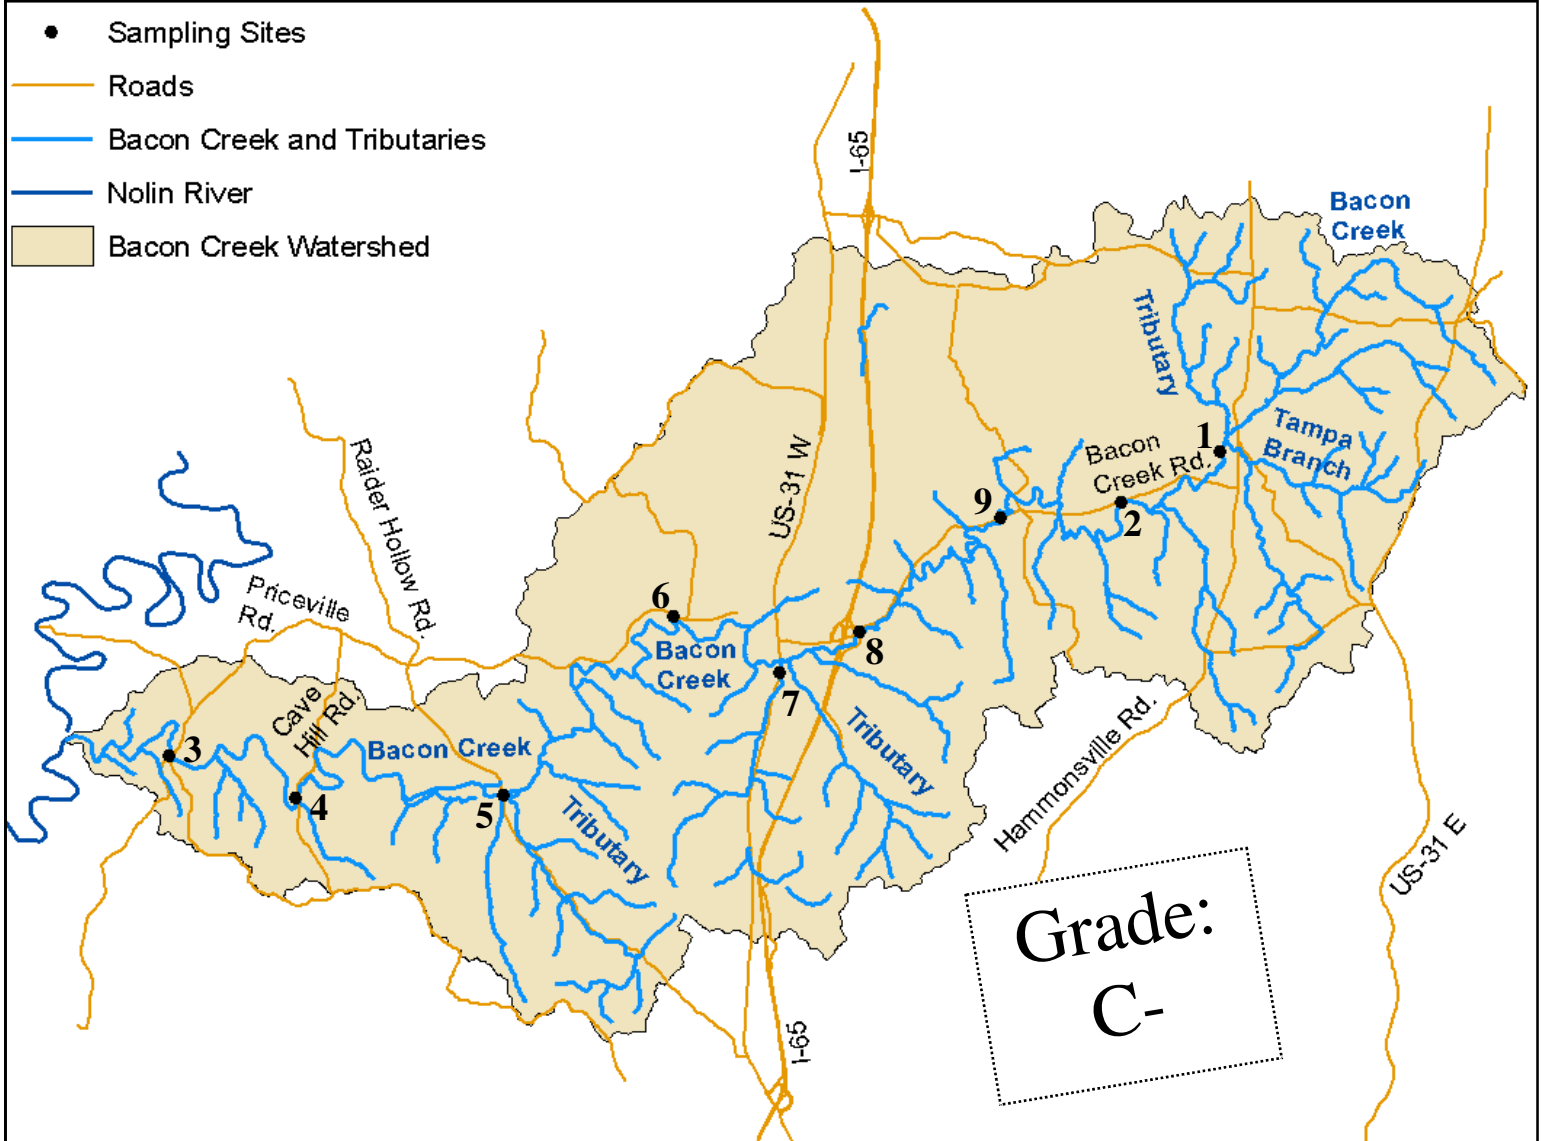 Sampling Sites
Roads
Bacon Creek and Tributaries
Nolin River
Bacon Creek Watershed
I-65
Bacon
Creek
Tributary
Tampa
Branch
1
Bacon
Creek Rd.
2
9
US-31 W
Raider Hollow Rd.
Priceville
Rd.
6
Bacon
Creek
8
7
Tributary
Cave
Hill Rd.
3
4
Bacon Creek
5
Tributary
Hammonsville Rd.
US-31 E
Grade:
C-
I-65